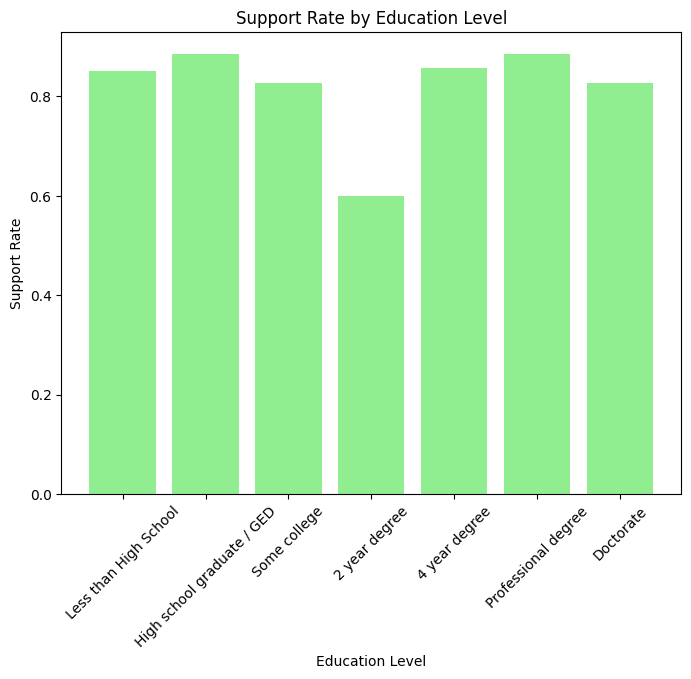 Support Rate by Education Level
Support Rate
0.8
0.6
0.4
0.2
0.0
Less than High School
High school graduate / GED
Some college
2 year degree
4 year degree
Professional degree
Doctorate
Education Level